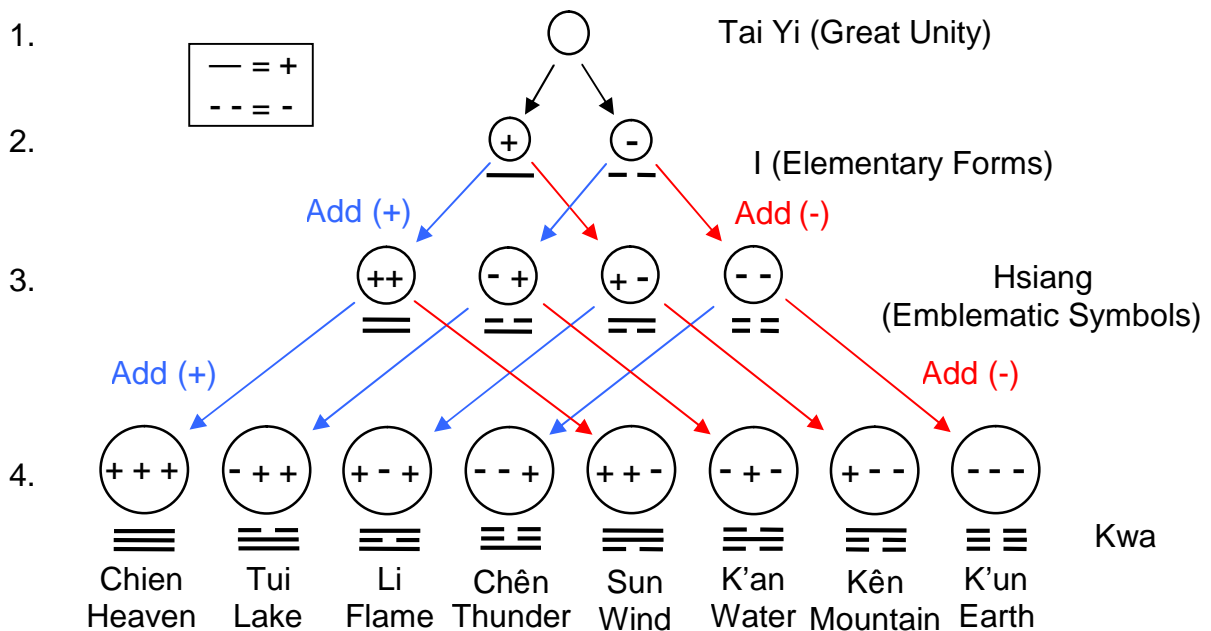 1.
Tai Yi (Great Unity)
— = +
- - = -
2.
+
-
I (Elementary Forms)
Add (+)
Add (-)
3.
++
- +
+ -
- -
Hsiang
(Emblematic Symbols)
Add (+)
Add (-)
4.
+ + +
- + +
+ - +
- - +
+ + -
- + -
+ - -
- - -
Kwa
Chien
Heaven
Tui
Lake
Li
Flame
Chên
Thunder
Sun
Wind
K’an
Water
Kên
Mountain
K’un
Earth